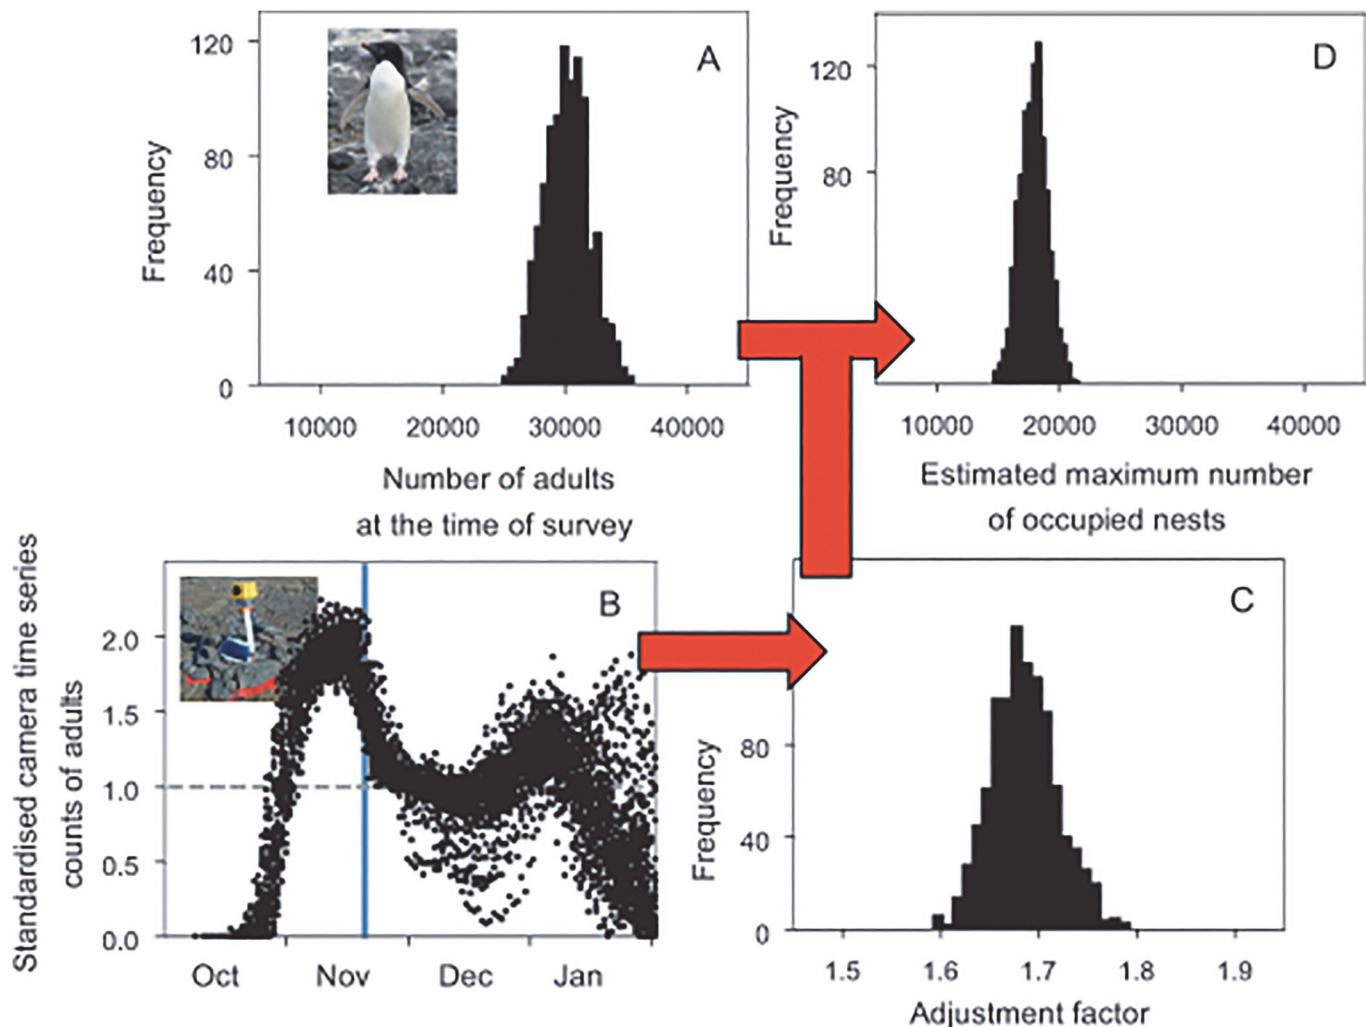 A
120
80
40
0
Frequency
10000 20000 30000 40000
Number of adults
at the time of survey
D
120
80
Frequency
10000 20000 30000 40000
Estimated maximum number
of occupied nests
B
2.0
1.5
1.0
0.5
0.0
Standardised camera time series
counts of adults
Oct Nov Dec Jan
C
80
40
0
Frequency
1.5 1.6 1.7 1.8 1.9
Adjustment factor